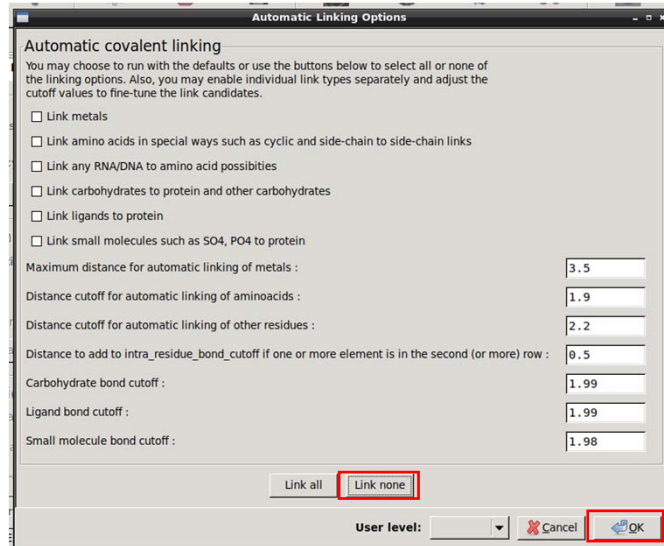 Automatic Linking Options
Automatic covalent linking
You may choose to run with the defaults or use the buttons below to select all or none of
the linking options. Also, you may enable individual link types separately and adjust the
cutoff values to fine-tune the link candidates.
Link metals
Link amino acids in special ways such as cyclic and side-chain to side-chain links
Link any RNA/DNA to amino acid possibities
Link carbohydrates to protein and other carbohydrates
Link ligands to protein
Link small molecules such as SO4, PO4 to protein
Maximum distance for automatic linking of metals : 3.5
Distance cutoff for automatic linking of aminoacids : 1.9
Distance cutoff for automatic linking of other residues : 2.2
Distance to add to intra_residue_bond_cutoff if one or more element is in the second (or more) row : 0.5
Carbohydrate bond cutoff : 1.99
Ligand bond cutoff : 1.99
Small molecule bond cutoff : 1.98
Link all Link none
User level: Cancel OK